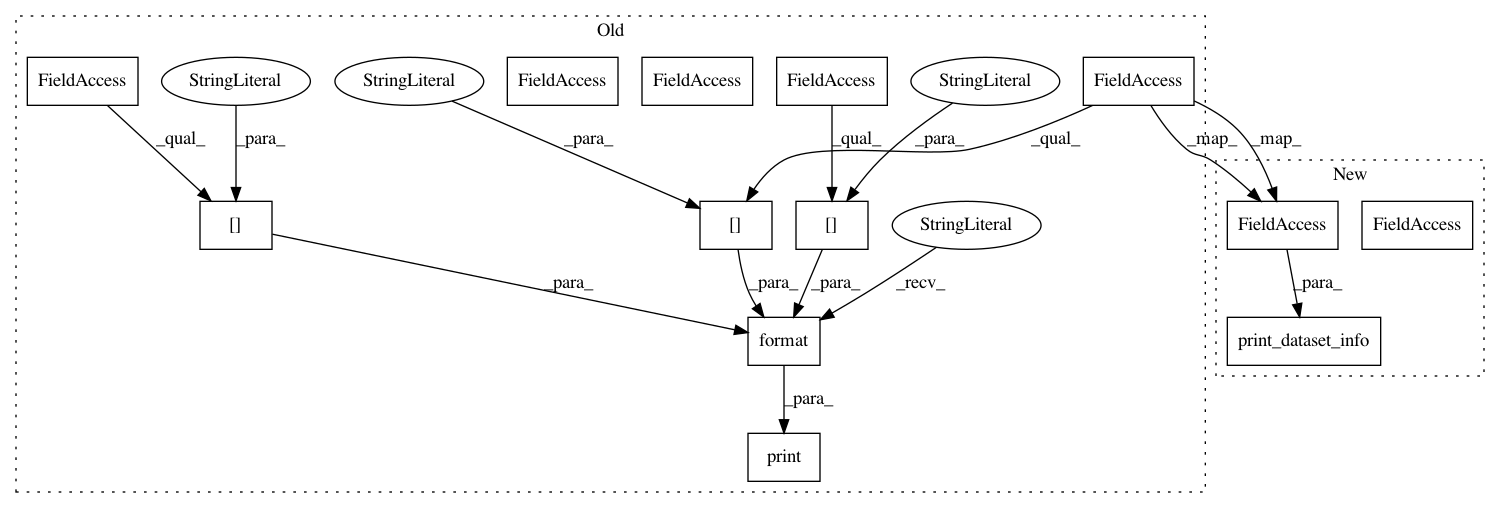 Old
FieldAccess
StringLiteral
StringLiteral
FieldAccess
FieldAccess
FieldAccess
StringLiteral
FieldAccess
_qual_
_para_
_para_
_qual_
_para_
_qual_
_map_
_map_
New
[]
[]
[]
StringLiteral
FieldAccess
FieldAccess
_para_
_para_
_para_
_recv_
_para_
format
print_dataset_info
_para_
print